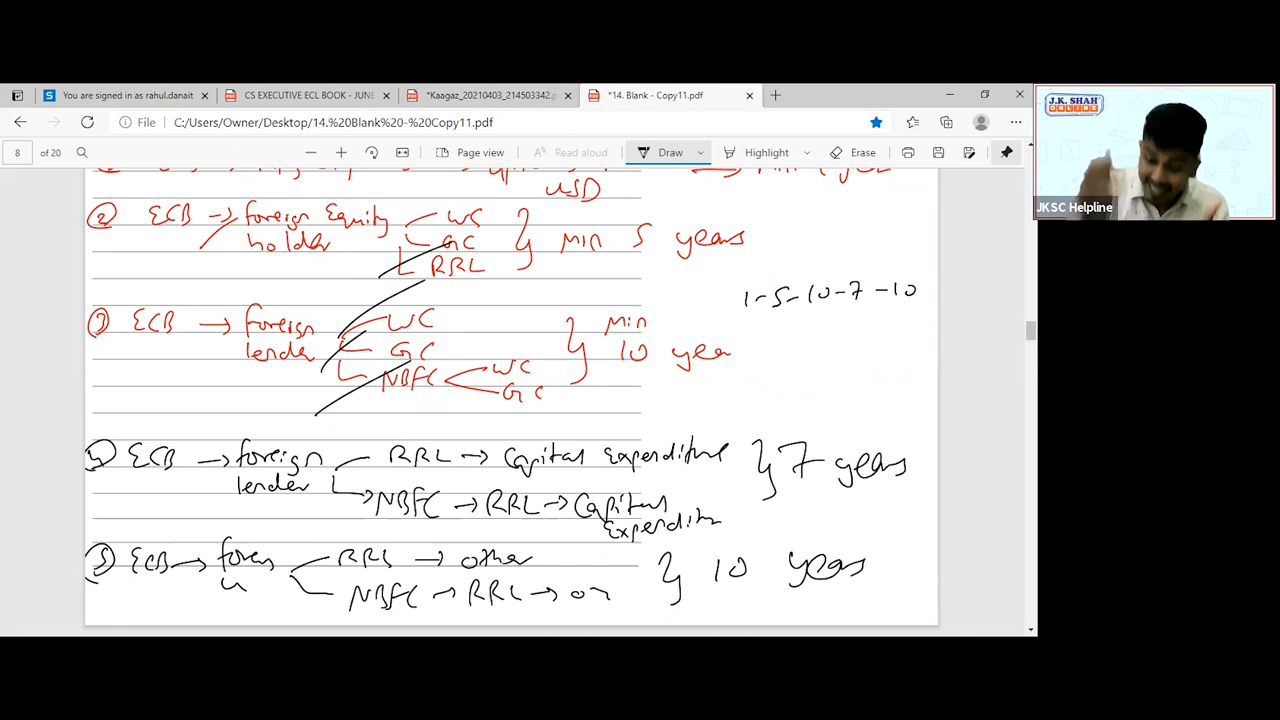 You are signed in as rahul.danait
CS EXECUTIVE ECL BOOK - JUNE
*Kaagaz_20210403_214503342.p
*14. Blank - Copy11.pdf
File
C:/Users/Owner/Desktop/14.%20Blank%20-%20Copy11.pdf
8 of 20
Page view
Read aloud
Draw
Highlight
Erase
J.K. SHAH
ONLINE
JKSC Helpline
USD
② ECB → foreign Equity holder
WC
GC
RRL
Min 5 years
1-5-10-7-10
③ ECB → foreign lender
WC
GC
NBFC
WC
GC
Min 10 year
④ ECB → foreign lender
RRL → Capital Expenditure
NBFC → RRL → Capital Expenditure
7 years
⑤ ECB →
RRL → other
NBFC → RRL →
10 years